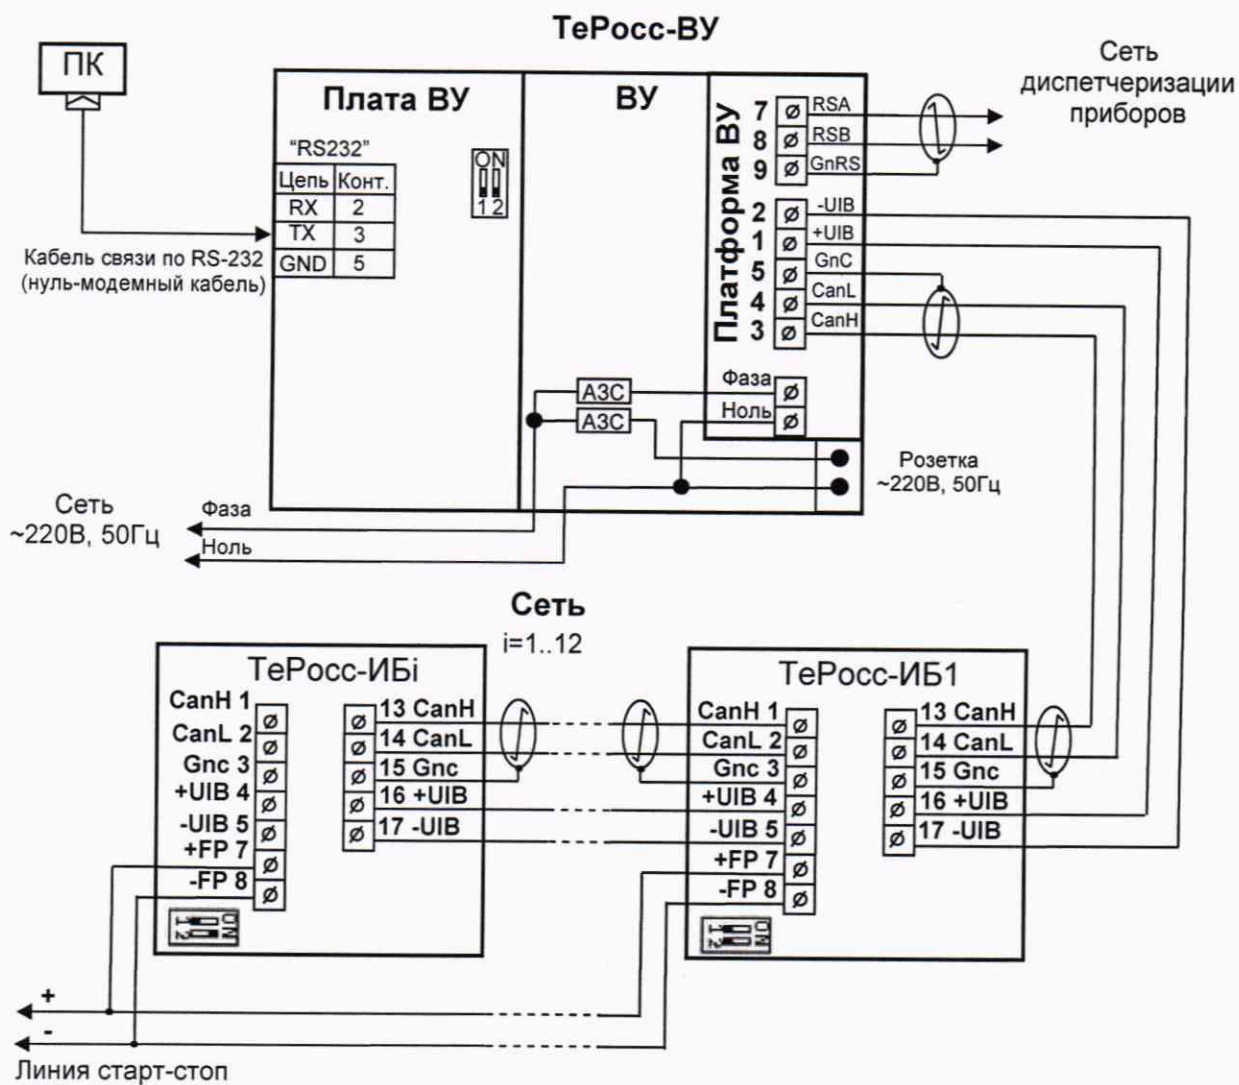 ТеРосс-ВУ
ПК
Сеть
диспетчеризации
приборов
Плата ВУ
ВУ
Платформа ВУ
7 RSA
8 RSB
9 GnRS
2 -UIB
1 +UIB
5 GnC
4 CanL
3 CanH
"RS232"
Цепь Конт.
RX 2
TX 3
GND 5
ON
1 2
Кабель связи по RS-232
(нуль-модемный кабель)
Фаза
Ноль
АЗС
АЗС
Розетка
~220В, 50Гц
Сеть
~220В, 50Гц
Фаза
Ноль
Сеть
i=1..12
ТеРосс-ИБi
CanH 1
CanL 2
Gnc 3
+UIB 4
-UIB 5
+FP 7
-FP 8
13 CanH
14 CanL
15 Gnc
16 +UIB
17 -UIB
ON
1 2
ТеРосс-ИБ1
CanH 1
CanL 2
Gnc 3
+UIB 4
-UIB 5
+FP 7
-FP 8
13 CanH
14 CanL
15 Gnc
16 +UIB
17 -UIB
ON
1 2
+
-
Линия старт-стоп